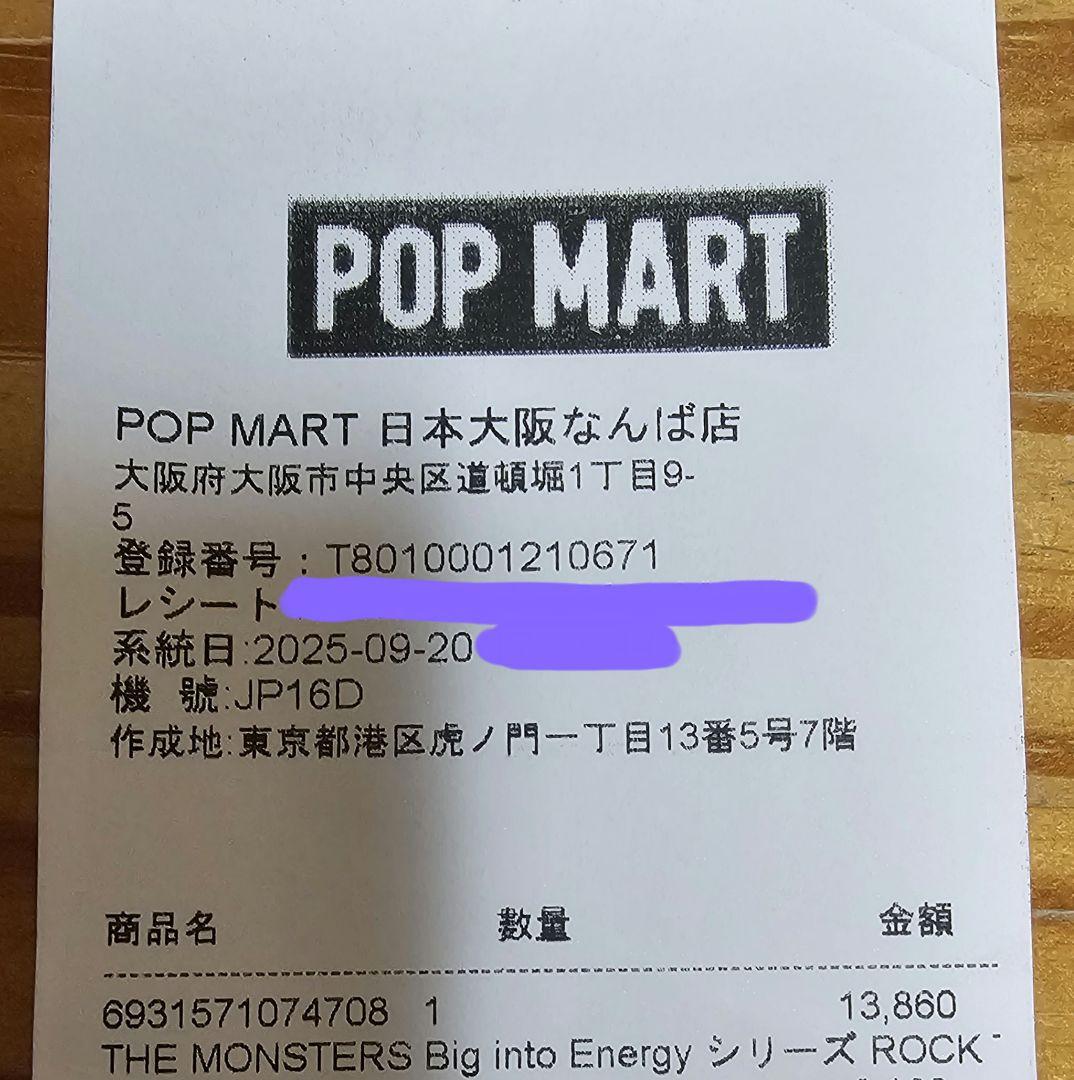 POP MART
POP MART 日本大阪なんば店
大阪府大阪市中央区道頓堀1丁目9-
5
登録番号：T8010001210671
レシート
系統日:2025-09-20
機 號:JP16D
作成地:東京都港区虎ノ門一丁目13番5号7階
商品名 數量 金額
6931571074708 1 13,860
THE MONSTERS Big into Energy シリーズ ROCK